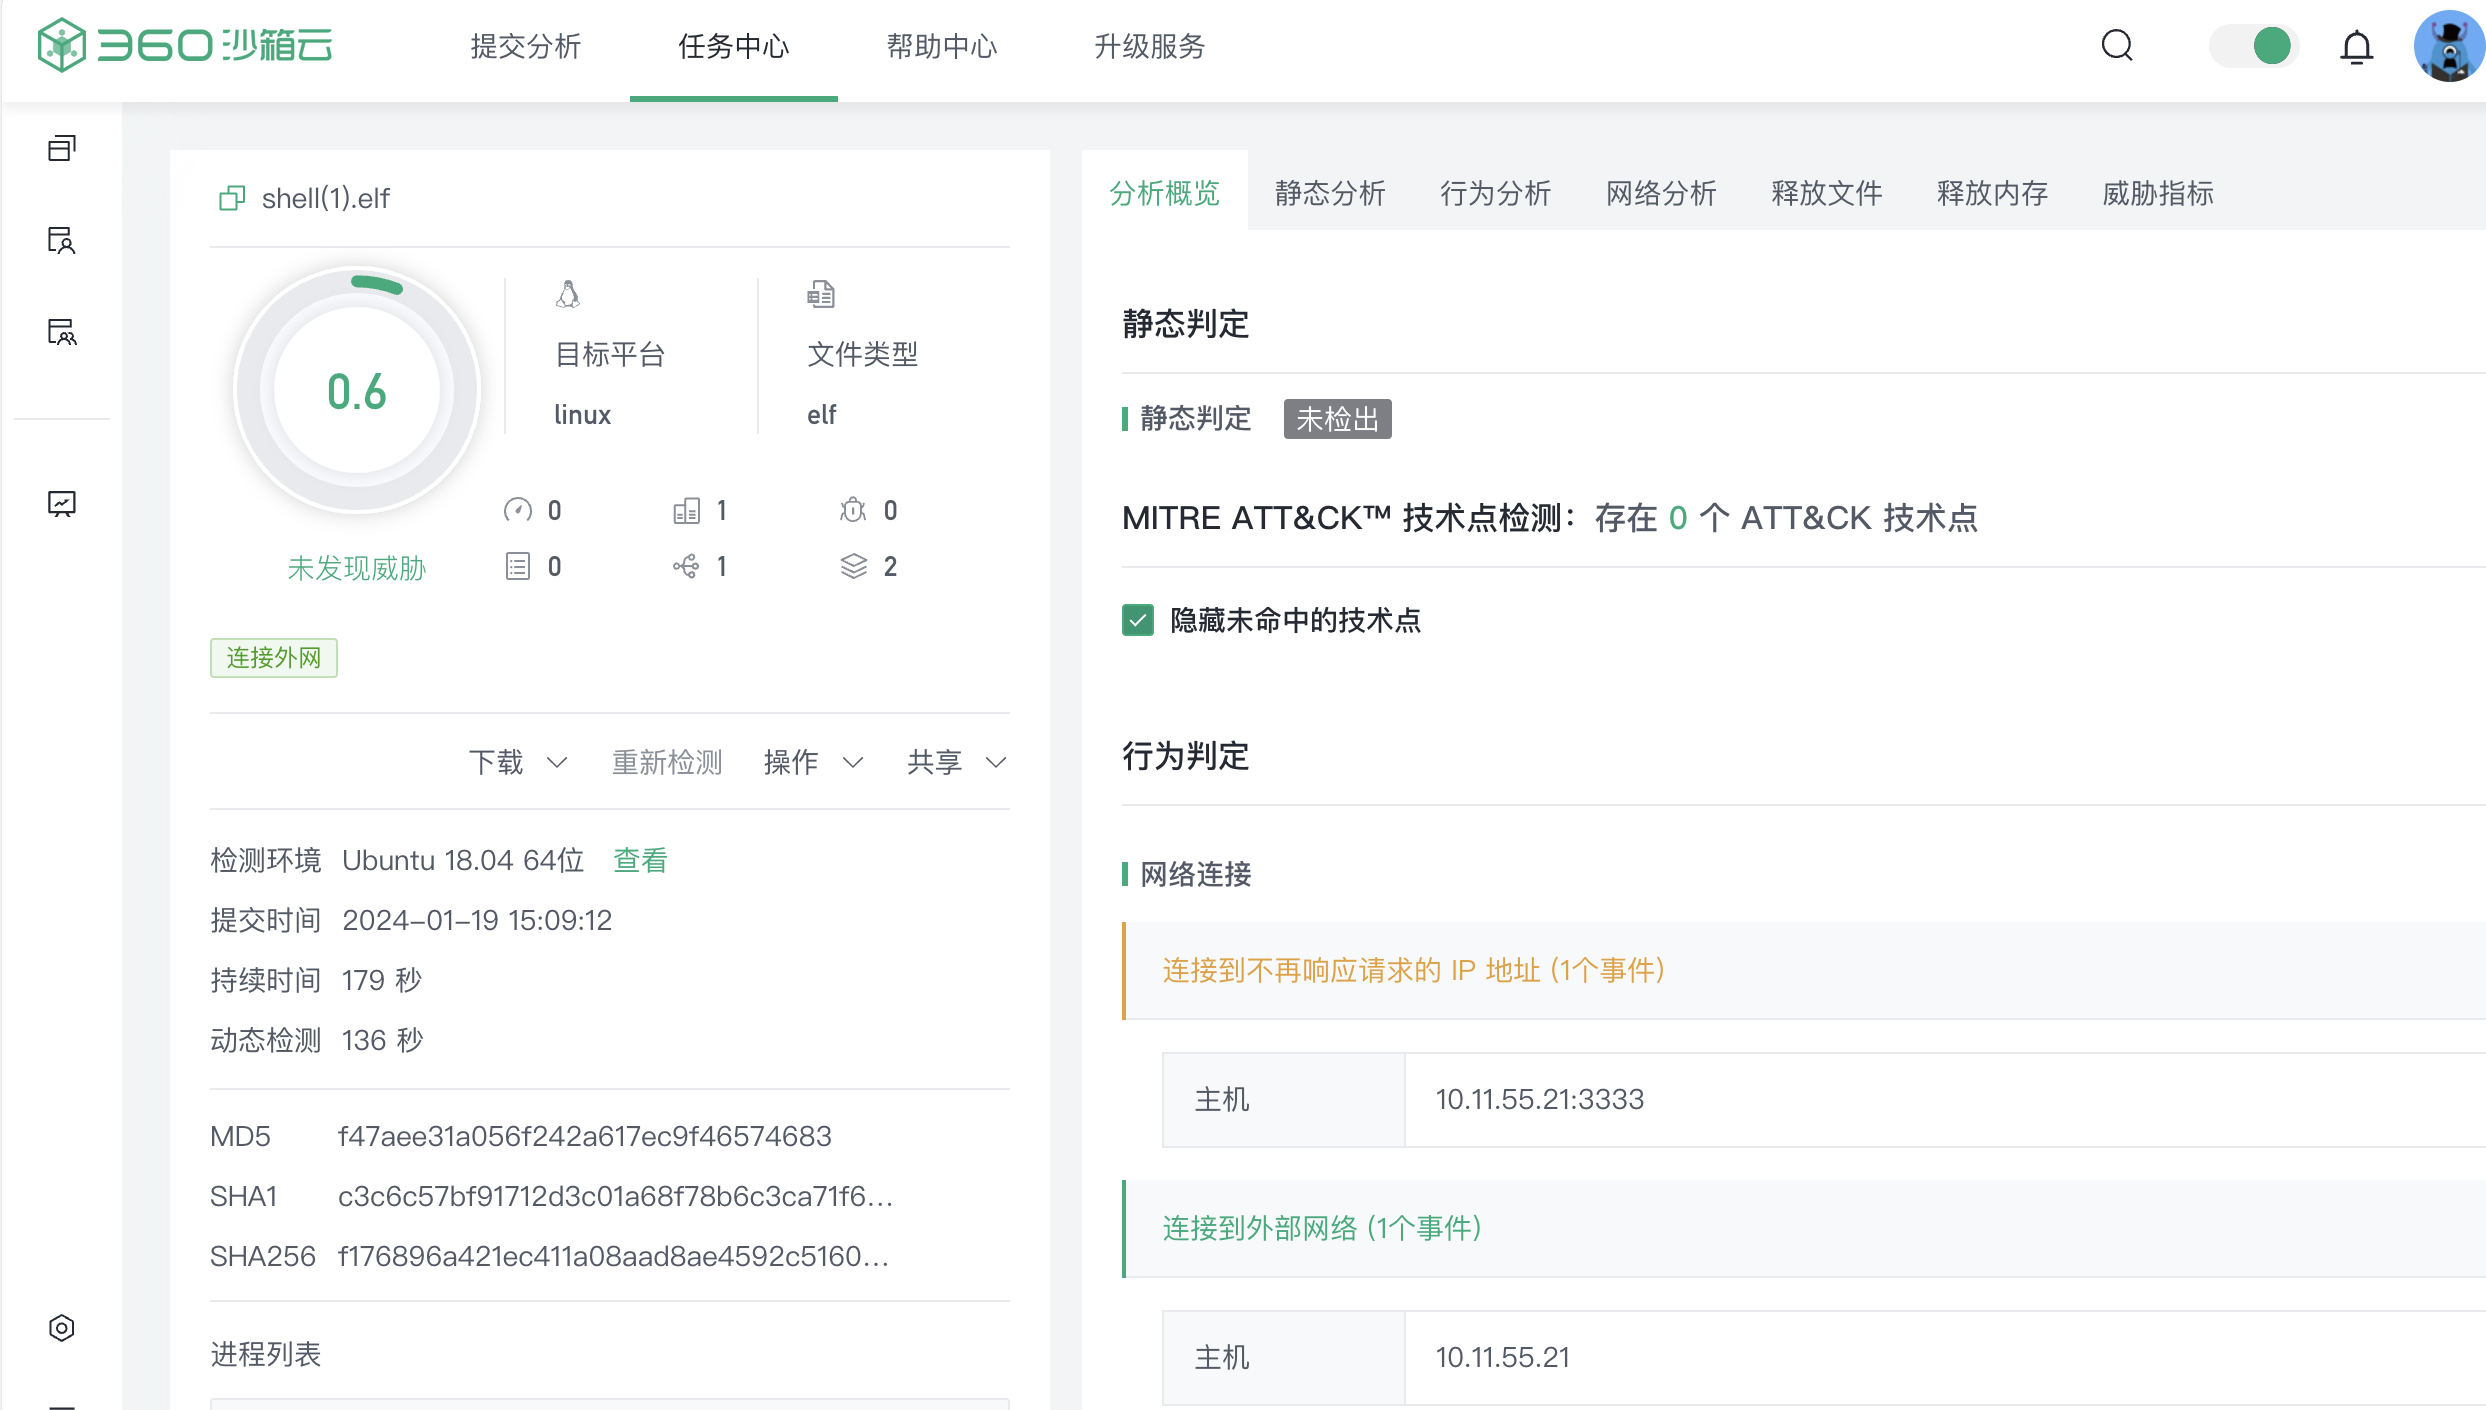 360沙箱云
提交分析
任务中心
帮助中心
升级服务
shell(1).elf
0.6
未发现威胁
目标平台
linux
文件类型
elf
0
1
0
0
1
2
连接外网
下载
重新检测
操作
共享
检测环境 Ubuntu 18.04 64位 查看
提交时间 2024-01-19 15:09:12
持续时间 179 秒
动态检测 136 秒
MD5 f47aee31a056f242a617ec9f46574683
SHA1 c3c6c57bf91712d3c01a68f78b6c3ca71f6...
SHA256 f176896a421ec411a08aad8ae4592c5160...
进程列表
分析概览
静态分析
行为分析
网络分析
释放文件
释放内存
威胁指标
静态判定
静态判定 未检出
MITRE ATT&CK™ 技术点检测：存在 0 个 ATT&CK 技术点
隐藏未命中的技术点
行为判定
网络连接
连接到不再响应请求的 IP 地址 (1个事件)
主机 10.11.55.21:3333
连接到外部网络 (1个事件)
主机 10.11.55.21